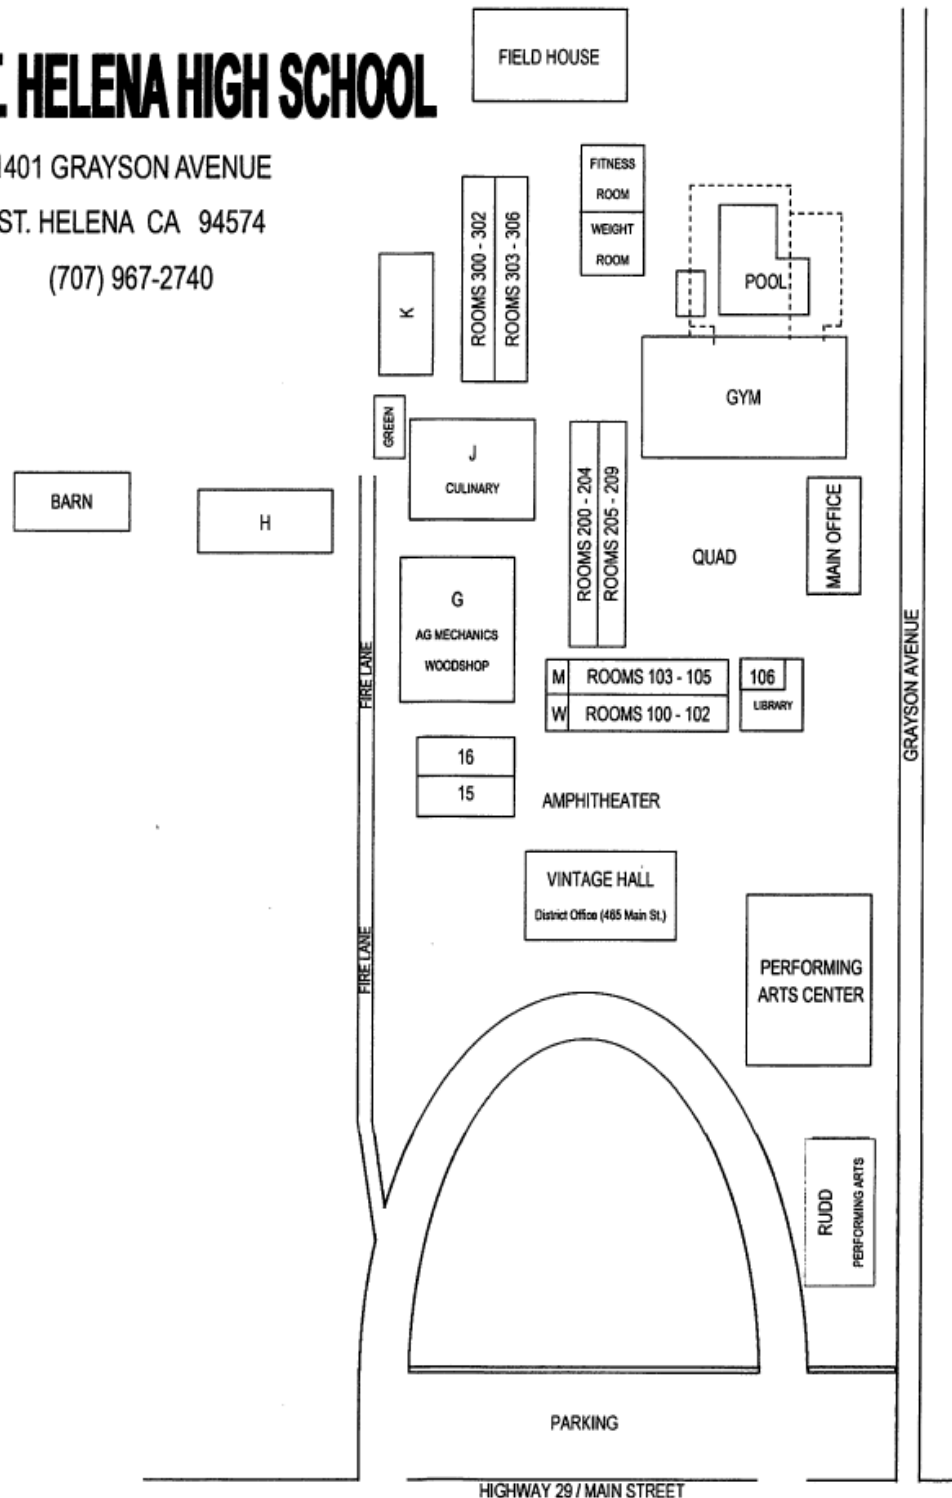 . HELENA HIGH SCHOOL
1401 GRAYSON AVENUE
ST. HELENA CA 94574
(707) 967-2740
FIELD HOUSE
FITNESS
ROOM
WEIGHT
ROOM
ROOMS 300 - 302
ROOMS 303 - 306
K
POOL
GYM
GREEN
J
CULINARY
BARN
H
ROOMS 200 - 204
ROOMS 205 - 209
QUAD
MAIN OFFICE
G
AG MECHANICS
WOODSHOP
FIRE LANE
M ROOMS 103 - 105
W ROOMS 100 - 102
106
LIBRARY
GRAYSON AVENUE
16
15
AMPHITHEATER
VINTAGE HALL
District Office (465 Main St.)
FIRE LANE
PERFORMING
ARTS CENTER
RUDD
PERFORMING ARTS
PARKING
HIGHWAY 29 / MAIN STREET